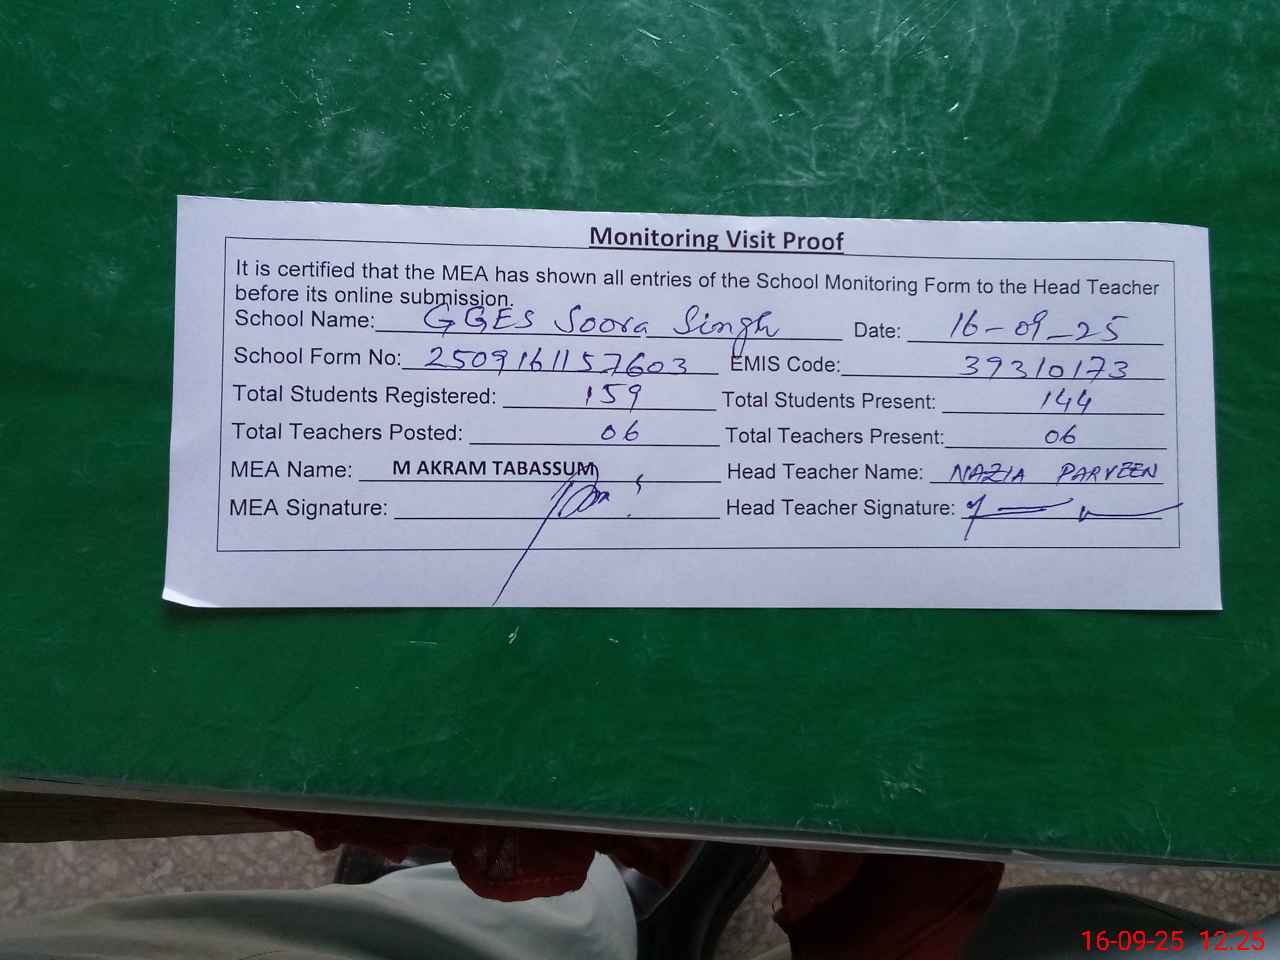 Monitoring Visit Proof
It is certified that the MEA has shown all entries of the School Monitoring Form to the Head Teacher
before its online submission.
School Name: GGES Soora Singh Date: 16-09-25
School Form No: 2509161157603 EMIS Code: 39310173
Total Students Registered: 159 Total Students Present: 144
Total Teachers Posted: 06 Total Teachers Present: 06
MEA Name: M AKRAM TABASSUM Head Teacher Name: NAZIA PARVEEN
MEA Signature: Head Teacher Signature:
16-09-25 12:25